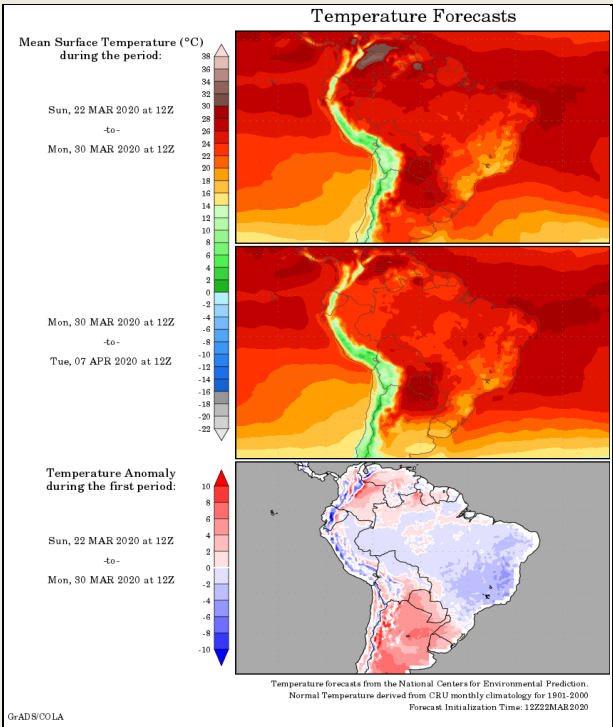 Temperature Forecasts
Mean Surface Temperature (°C)
during the period:
Sun, 22 MAR 2020 at 12Z
-to-
Mon, 30 MAR 2020 at 12Z
38
36
34
32
30
28
26
24
22
20
18
16
14
12
10
8
6
4
2
0
-2
-4
-6
-8
-10
-12
-14
-16
-18
-20
-22
Mon, 30 MAR 2020 at 12Z
-to-
Tue, 07 APR 2020 at 12Z
Temperature Anomaly
during the first period:
Sun, 22 MAR 2020 at 12Z
-to-
Mon, 30 MAR 2020 at 12Z
10
8
6
4
2
0
-2
-4
-6
-8
-10
Temperature forecasts from the National Centers for Environmental Prediction.
Normal Temperature derived from CRU monthly climatology for 1901-2000
Forecast Initialization Time: 12Z22MAR2020
GrADS/COLA